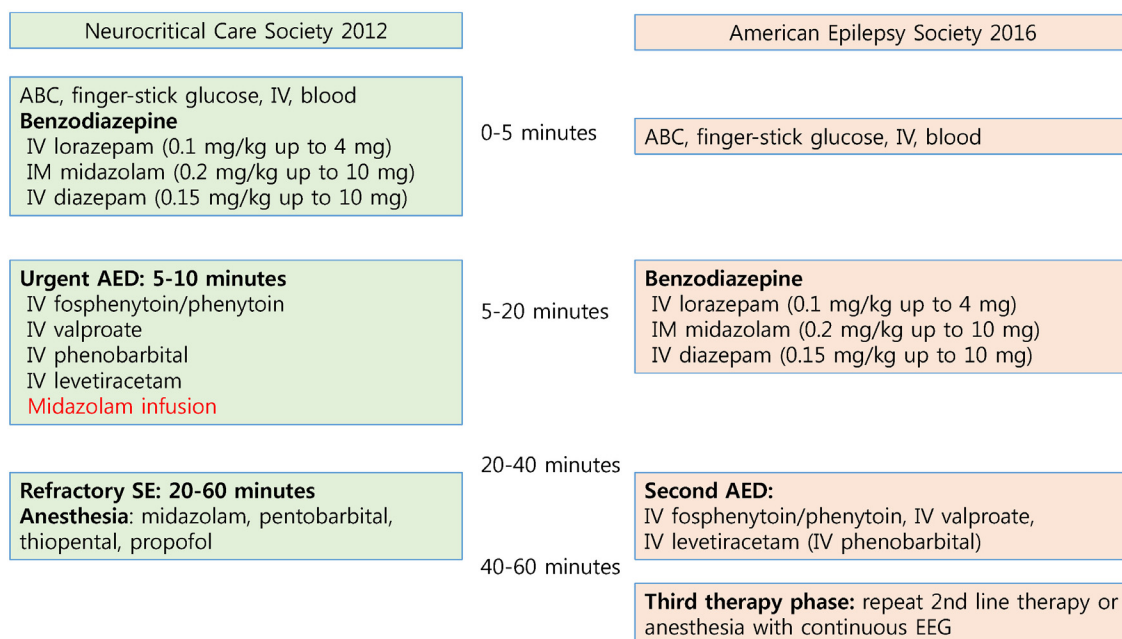 Neurocritical Care Society 2012
American Epilepsy Society 2016
ABC, finger-stick glucose, IV, blood
Benzodiazepine
IV lorazepam (0.1 mg/kg up to 4 mg)
IM midazolam (0.2 mg/kg up to 10 mg)
IV diazepam (0.15 mg/kg up to 10 mg)
0-5 minutes
ABC, finger-stick glucose, IV, blood
Urgent AED: 5-10 minutes
IV fosphenytoin/phenytoin
IV valproate
IV phenobarbital
IV levetiracetam
Midazolam infusion
5-20 minutes
Benzodiazepine
IV lorazepam (0.1 mg/kg up to 4 mg)
IM midazolam (0.2 mg/kg up to 10 mg)
IV diazepam (0.15 mg/kg up to 10 mg)
20-40 minutes
Refractory SE: 20-60 minutes
Anesthesia: midazolam, pentobarbital,
thiopental, propofol
Second AED:
IV fosphenytoin/phenytoin, IV valproate,
IV levetiracetam (IV phenobarbital)
40-60 minutes
Third therapy phase: repeat 2nd line therapy or
anesthesia with continuous EEG